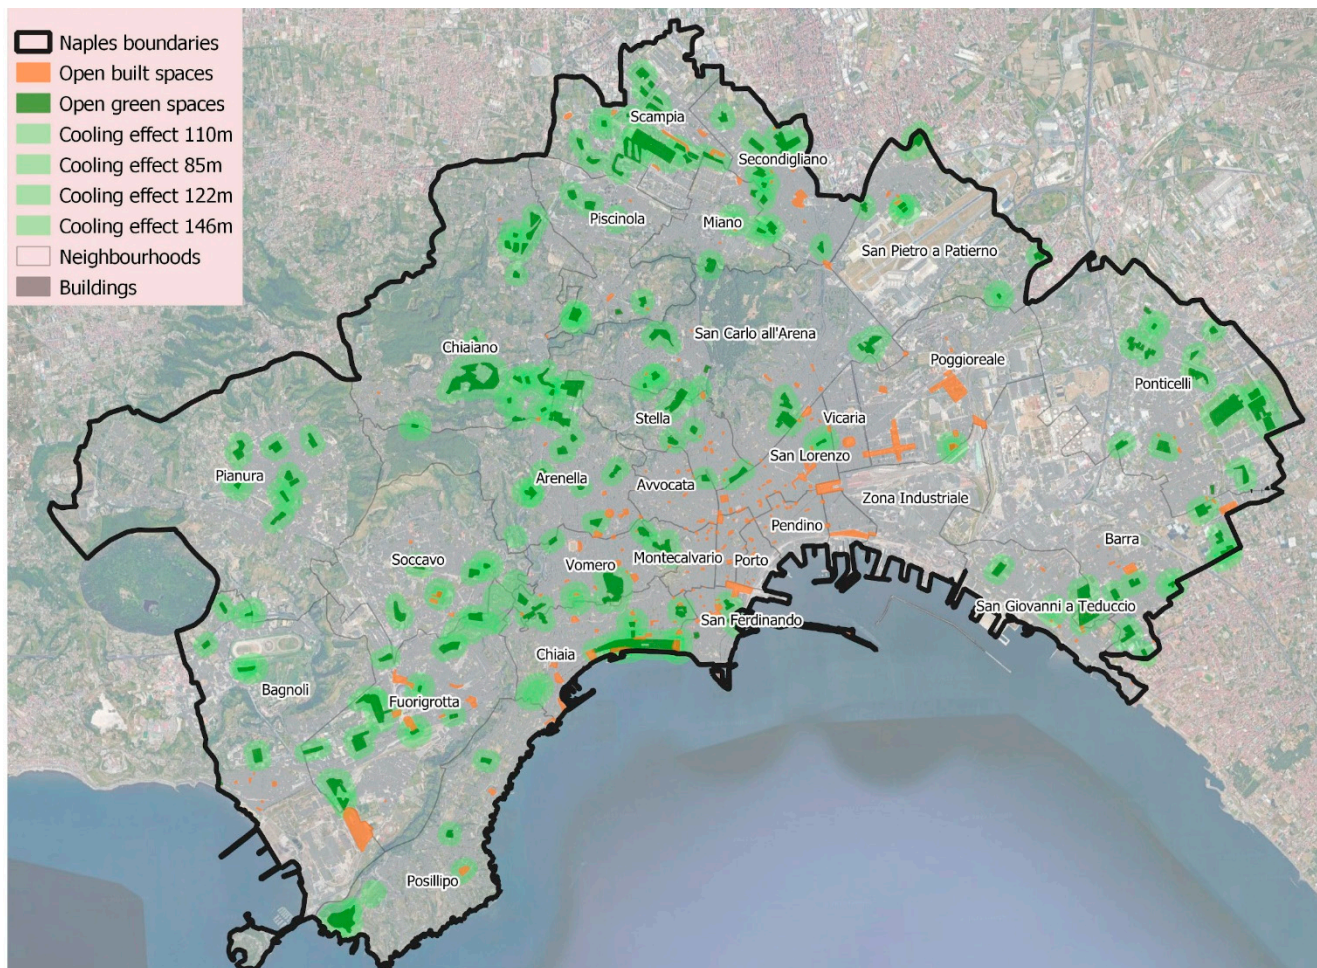 Naples boundaries
Open built spaces
Open green spaces
Cooling effect 110m
Cooling effect 85m
Cooling effect 122m
Cooling effect 146m
Neighbourhoods
Buildings
Scampia
Secondigliano
Piscinola
Miano
San Pietro a Patierno
San Carlo all'Arena
Chiaiano
Poggioreale
Ponticelli
Stella
Vicaria
San Lorenzo
Pianura
Arenella
Avvocata
Zona Industriale
Pendino
Barra
Soccavo
Vomero
Montecalvario
Porto
San Giovanni a Teduccio
San Ferdinando
Chiaia
Bagnoli
Fuorigrotta
Posillipo